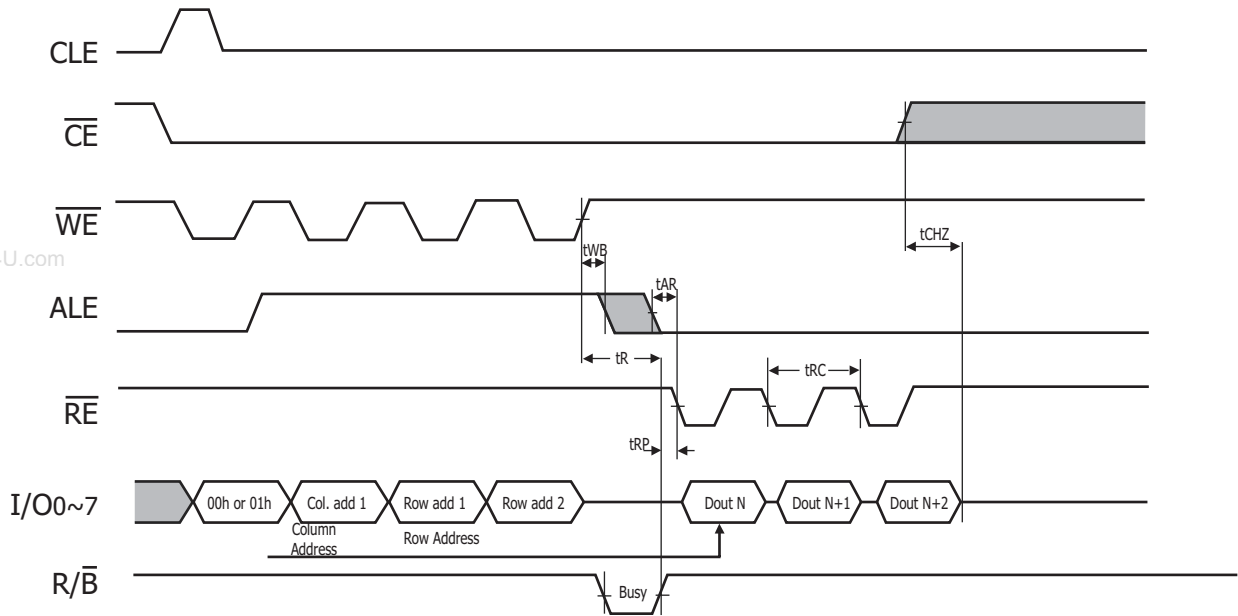 CLE
CE
WE
tCHZ
tWB
4U.com
tAR
ALE
tR
tRC
RE
tRP
I/O0~7
00h or 01h
Col. add 1
Row add 1
Row add 2
Dout N
Dout N+1
Dout N+2
Column
Address
Row Address
R/B
Busy